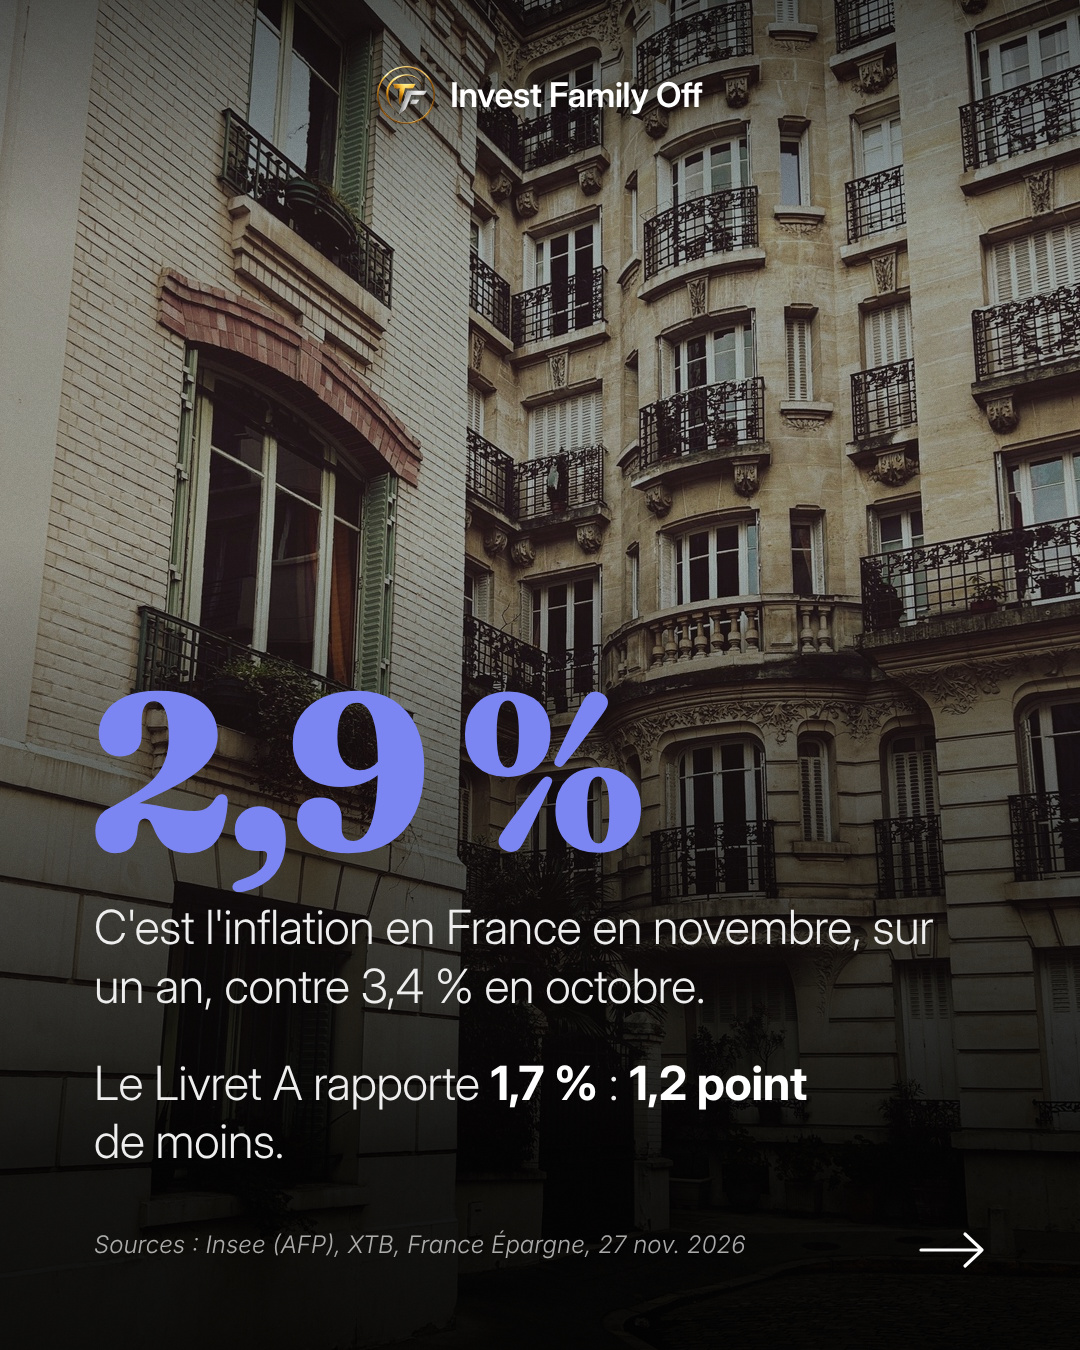 Invest Family Off
2,9 %
C'est l'inflation en France en novembre, sur
un an, contre 3,4 % en octobre.
Le Livret A rapporte 1,7 % : 1,2 point
de moins.
Sources : Insee (AFP), XTB, France Épargne, 27 nov. 2026